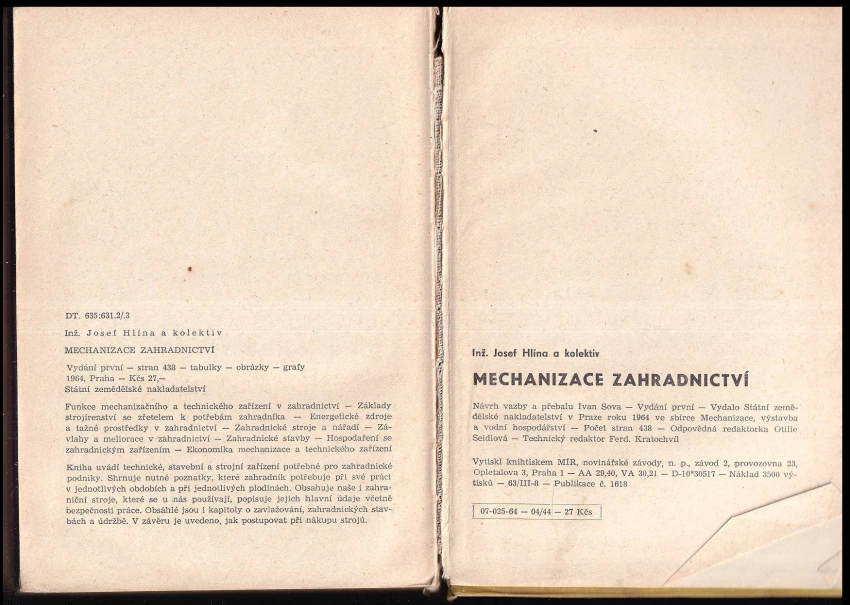 DT. 635:631.2/.3
Inž. Josef Hlína a kolektiv
MECHANIZACE ZAHRADNICTVÍ
Vydání první — stran 438 — tabulky — obrázky — grafy
1964, Praha — Kčs 27,—
Státní zemědělské nakladatelství
Funkce mechanizačního a technického zařízení v zahradnictví — Základy
strojírenství se zřetelem k potřebám zahradníka — Energetické zdroje
a tažné prostředky v zahradnictví — Zahradnické stroje a nářadí — Zá-
vlahy a meliorace v zahradnictví — Zahradnické stavby — Hospodaření se
zahradnickým zařízením — Ekonomika mechanizace a technického zařízení
Kniha uvádí technické, stavební a strojní zařízení potřebné pro zahradnické
podniky. Shrnuje nutné poznatky, které zahradník potřebuje při své práci
v jednotlivých obdobích a při jednotlivých plodinách. Obsahuje naše i zahra-
niční stroje, které se u nás používají, popisuje jejich hlavní údaje včetně
bezpečnosti práce. Obsáhlé jsou i kapitoly o zavlažování, zahradnických stav-
bách a údržbě. V závěru je uvedeno, jak postupovat při nákupu strojů.
Inž. Josef Hlína a kolektiv
MECHANIZACE ZAHRADNICTVÍ
Návrh vazby a přebalu Ivan Sova — Vydání první — Vydalo Státní země-
dělské nakladatelství v Praze roku 1964 ve sbírce Mechanizace, výstavba
a vodní hospodářství — Počet stran 438 — Odpovědná redaktorka Otilie
Seidlová — Technický redaktor Ferd. Kratochvíl
Vytiskl knihtiskem MÍR, novinářské závody, n. p., závod 2, provozovna 23,
Opletalova 3, Praha 1 — AA 29,40, VA 30,21 — D-10*30517 — Náklad 3500 vý-
tisků — 63/III-8 — Publikace č. 1618
07-025-64 — 04/44 — 27 Kčs